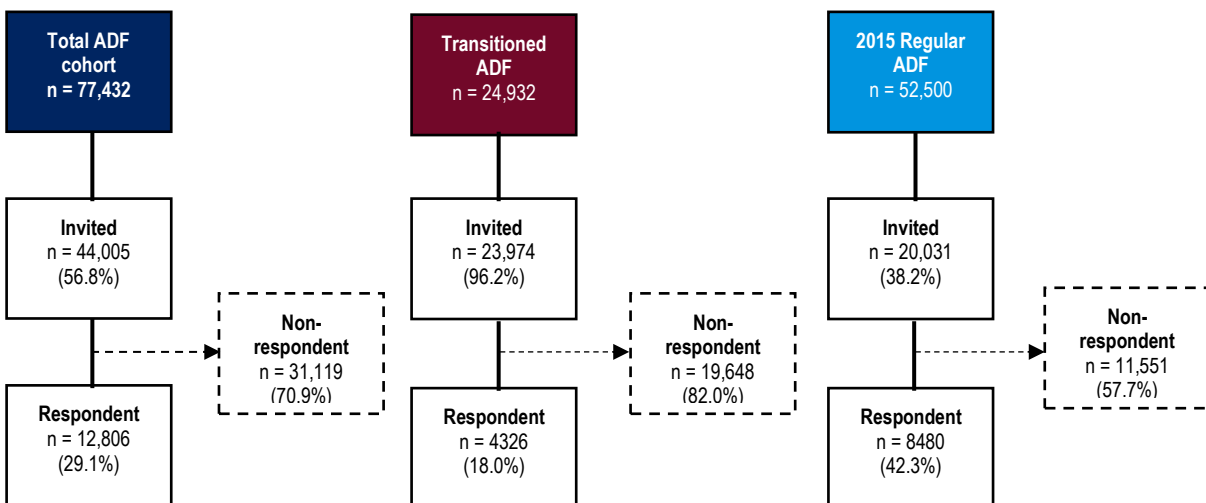 Total ADF
cohort
n = 77,432
Invited
n = 44,005
(56.8%)
Non-
respondent
n = 31,119
(70.9%)
Respondent
n = 12,806
(29.1%)
Transitioned
ADF
n = 24,932
Invited
n = 23,974
(96.2%)
Non-
respondent
n = 19,648
(82.0%)
Respondent
n = 4326
(18.0%)
2015 Regular
ADF
n = 52,500
Invited
n = 20,031
(38.2%)
Non-
respondent
n = 11,551
(57.7%)
Respondent
n = 8480
(42.3%)